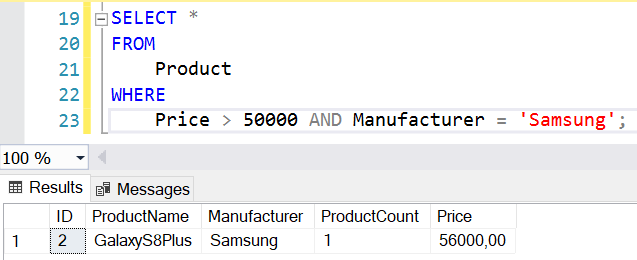 19 SELECT *
20 FROM
21 Product
22 WHERE
23 Price > 50000 AND Manufacturer = 'Samsung';
100 %
Results Messages
ID ProductName Manufacturer ProductCount Price
1 2 GalaxyS8Plus Samsung 1 56000,00